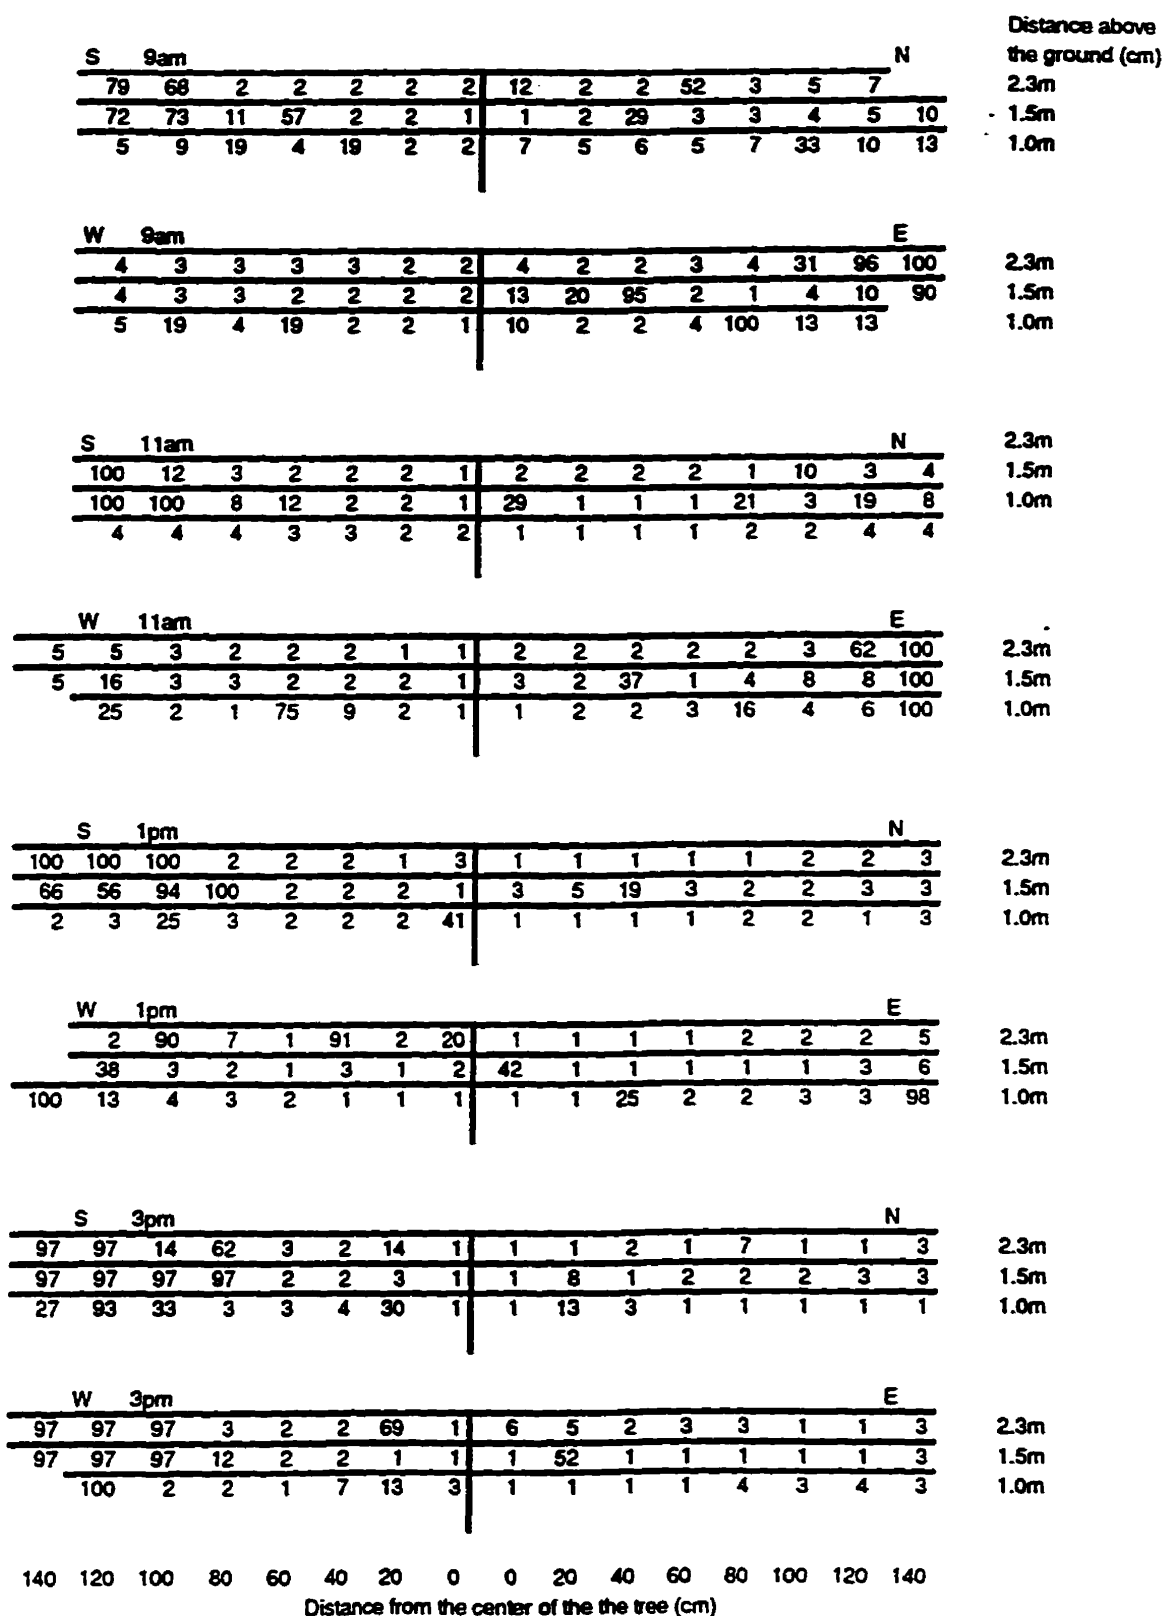 Distance above
S 9am N the ground (cm)
79 68 2 2 2 2 2 12 2 2 52 3 5 7 2.3m
72 73 11 57 2 2 1 1 2 29 3 3 4 5 10 1.5m
5 9 19 4 19 2 2 7 5 6 5 7 33 10 13 1.0m
W 9am E
4 3 3 3 3 2 2 4 2 2 3 4 31 96 100 2.3m
4 3 3 2 2 2 2 13 20 95 2 1 4 10 90 1.5m
5 19 4 19 2 2 1 10 2 2 4 100 13 13 1.0m
S 11am N 2.3m
100 12 3 2 2 2 1 2 2 2 2 1 10 3 4 1.5m
100 100 8 12 2 2 1 29 1 1 1 21 3 19 8 1.0m
4 4 4 3 3 2 2 1 1 1 1 2 2 4 4
W 11am E
5 5 3 2 2 2 1 1 2 2 2 2 2 3 62 100 2.3m
5 16 3 3 2 2 2 1 3 2 37 1 4 8 8 100 1.5m
25 2 1 75 9 2 1 1 2 2 3 16 4 6 100 1.0m
S 1pm N
100 100 100 2 2 2 1 3 1 1 1 1 1 2 2 3 2.3m
66 56 94 100 2 2 2 1 3 5 19 3 2 2 3 3 1.5m
2 3 25 3 2 2 2 41 1 1 1 1 2 2 1 3 1.0m
W 1pm E
2 90 7 1 91 2 20 1 1 1 1 2 2 2 5 2.3m
38 3 2 1 3 1 2 42 1 1 1 1 1 3 6 1.5m
100 13 4 3 2 1 1 1 1 1 25 2 2 3 3 98 1.0m
S 3pm N
97 97 14 62 3 2 14 1 1 1 2 1 7 1 1 3 2.3m
97 97 97 97 2 2 3 1 1 8 1 2 2 2 3 3 1.5m
27 93 33 3 3 4 30 1 1 13 3 1 1 1 1 1 1.0m
W 3pm E
97 97 97 3 2 2 69 1 6 5 2 3 3 1 1 3 2.3m
97 97 97 12 2 2 1 1 1 52 1 1 1 1 1 3 1.5m
100 2 2 1 7 13 3 1 1 1 1 4 3 4 3 1.0m
140 120 100 80 60 40 20 0 0 20 40 60 80 100 120 140
Distance from the center of the the tree (cm)